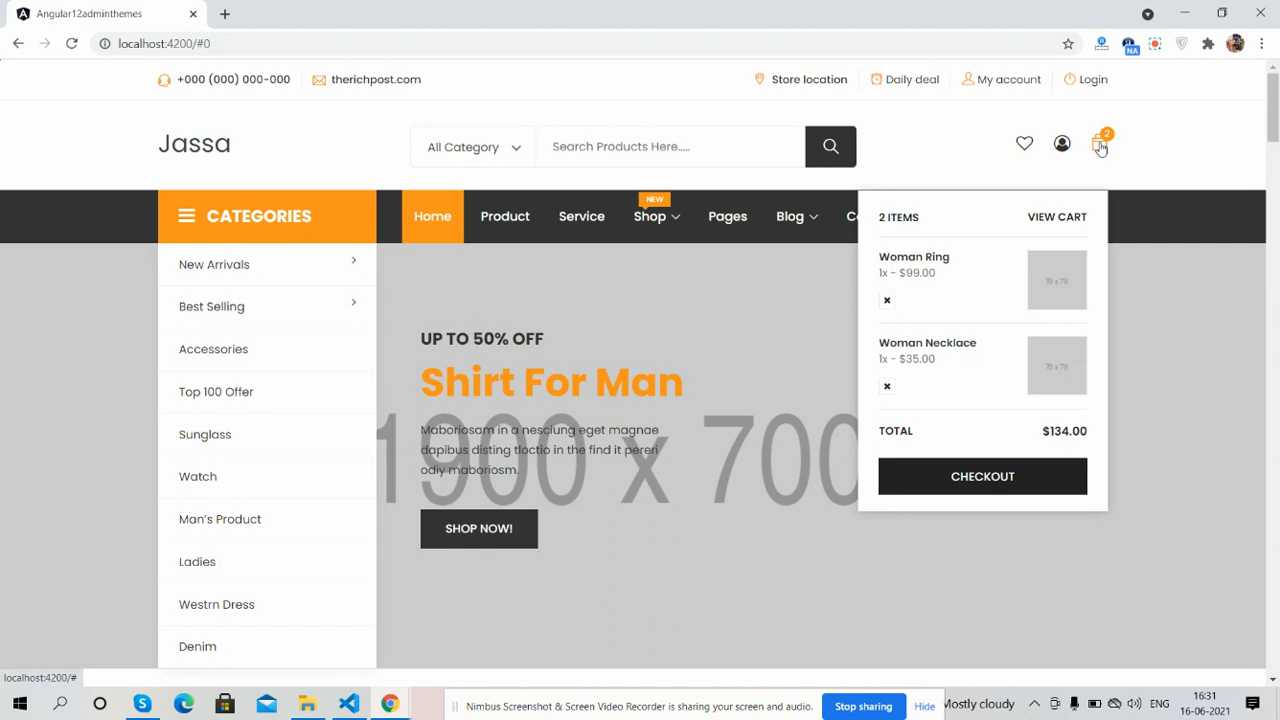 Angular12adminthemes
localhost:4200/#0
NA
+000 (000) 000-000
therichpost.com
Store location
Daily deal
My account
Login
Jassa
All Category
Search Products Here.....
2
CATEGORIES
Home
Product
Service
NEW
Shop
Pages
Blog
2 ITEMS
VIEW CART
Woman Ring
1x - $99.00
70 x 70
Woman Necklace
1x - $35.00
70 x 70
TOTAL
$134.00
CHECKOUT
New Arrivals
Best Selling
Accessories
Top 100 Offer
Sunglass
Watch
Man's Product
Ladies
Westrn Dress
Denim
UP TO 50% OFF
Shirt For Man
Maboriosam in a nesciung eget magnae
dapibus disting tloctio in the find it pereri
odiy maboriosm.
1900 x 700
SHOP NOW!
localhost:4200/#
Nimbus Screenshot & Screen Video Recorder is sharing your screen and audio.
Stop sharing
Hide
Mostly cloudy
ENG
16:31
16-06-2021